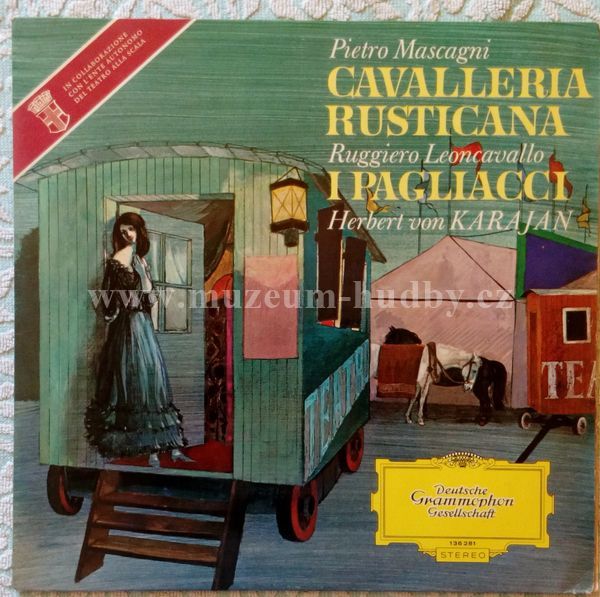 IN COLLABORAZIONE
CON L'ENTE AUTONOMO
DEL TEATRO ALLA SCALA
Pietro Mascagni
CAVALLERIA
RUSTICANA
Ruggiero Leoncavallo
I PAGLIACCI
Herbert von KARAJAN
www.muzeum-hudby.cz
TEA
Deutsche
Grammophon
Gesellschaft
136 281
STEREO